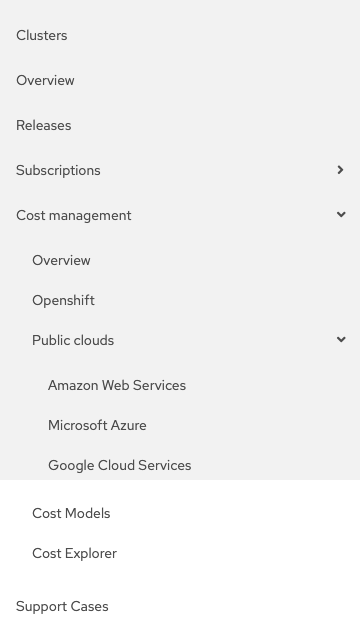 Clusters
Overview
Releases
Subscriptions
Cost management
Overview
Openshift
Public clouds
Amazon Web Services
Microsoft Azure
Google Cloud Services
Cost Models
Cost Explorer
Support Cases